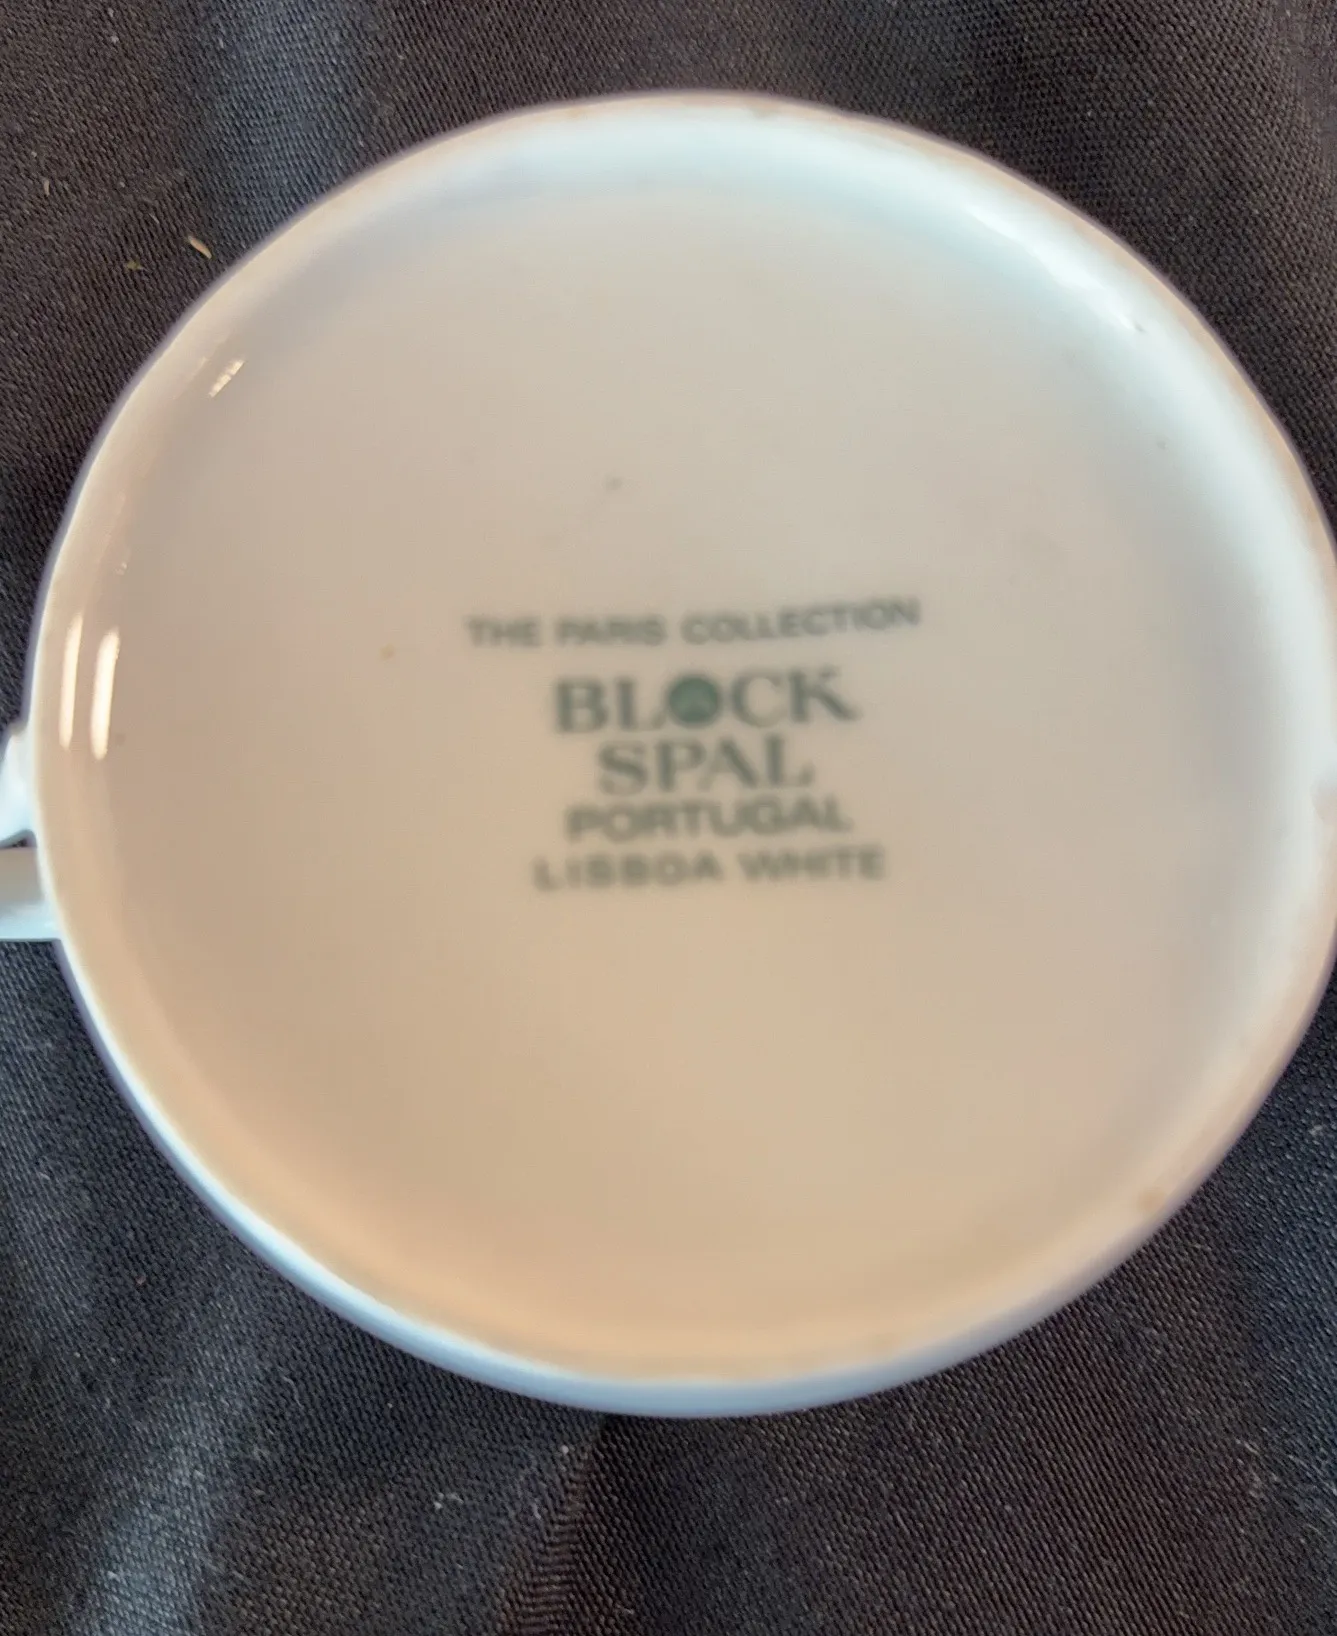 THE PARIS COLLECTION
BLOCK
SPAL
PORTUGAL
LISBOA WHITE